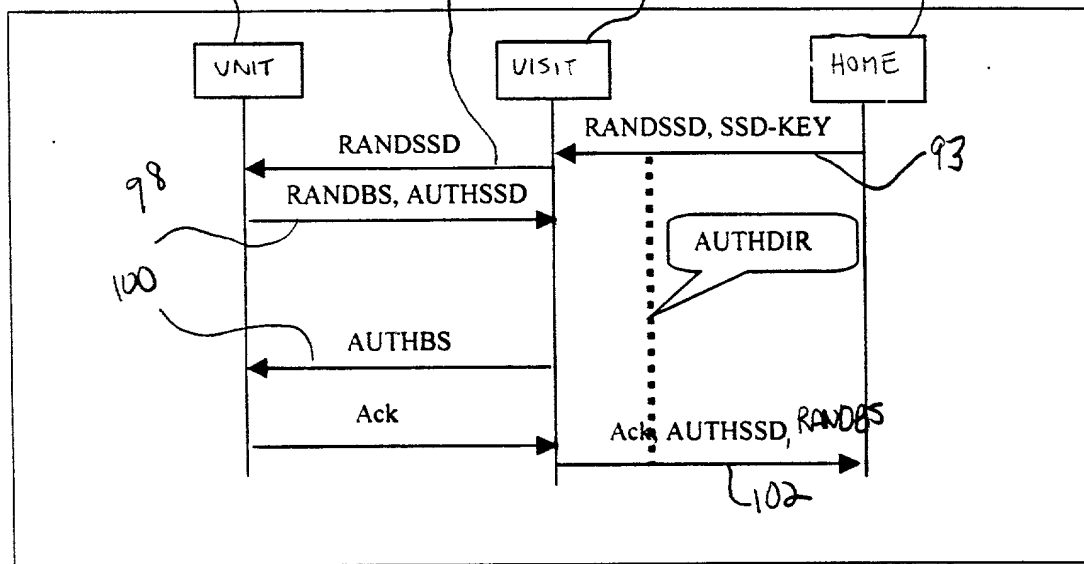 UNIT
VISIT
HOME
RANDSSD, SSD-KEY
RANDSSD
93
98
RANDBS, AUTHSSD
AUTHDIR
100
AUTHBS
Ack
Ack, AUTHSSD, RANDBS
102